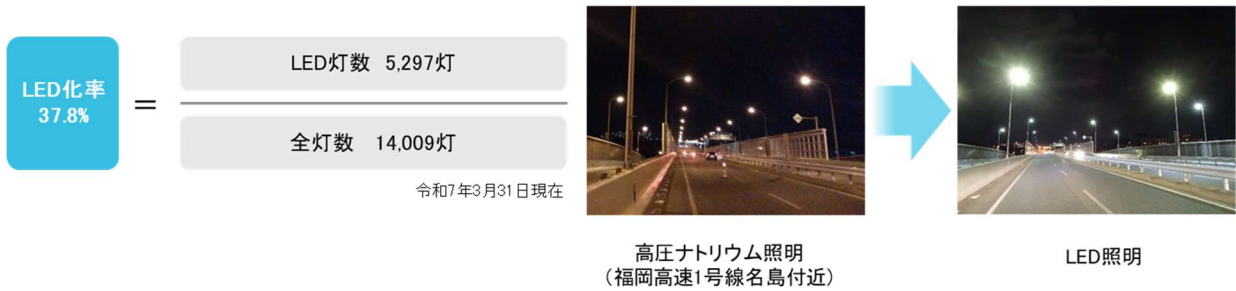 LED化率
37.8%
=
LED灯数 5,297灯
全灯数 14,009灯
令和7年3月31日現在
高圧ナトリウム照明
（福岡高速1号線名島付近）
LED照明